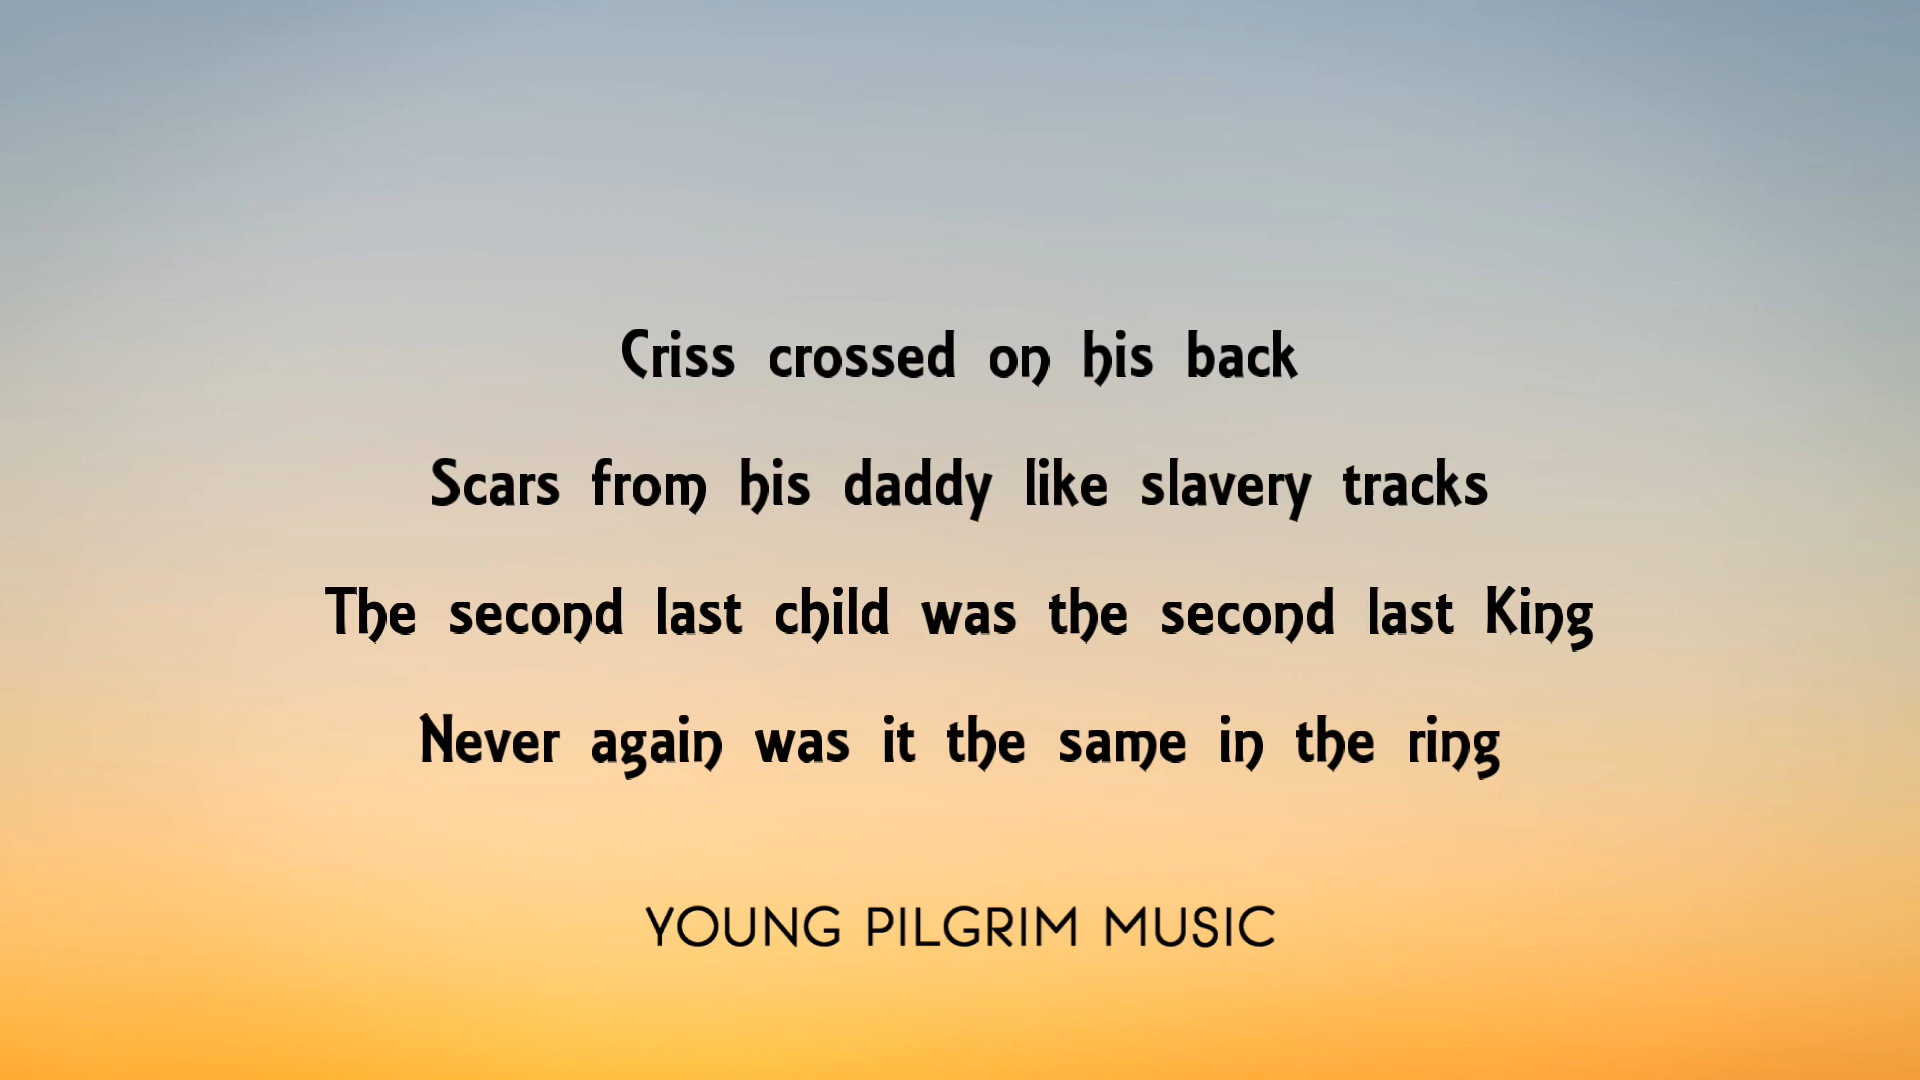 Criss crossed on his back
Scars from his daddy like slavery tracks
The second last child was the second last King
Never again was it the same in the ring
YOUNG PILGRIM MUSIC